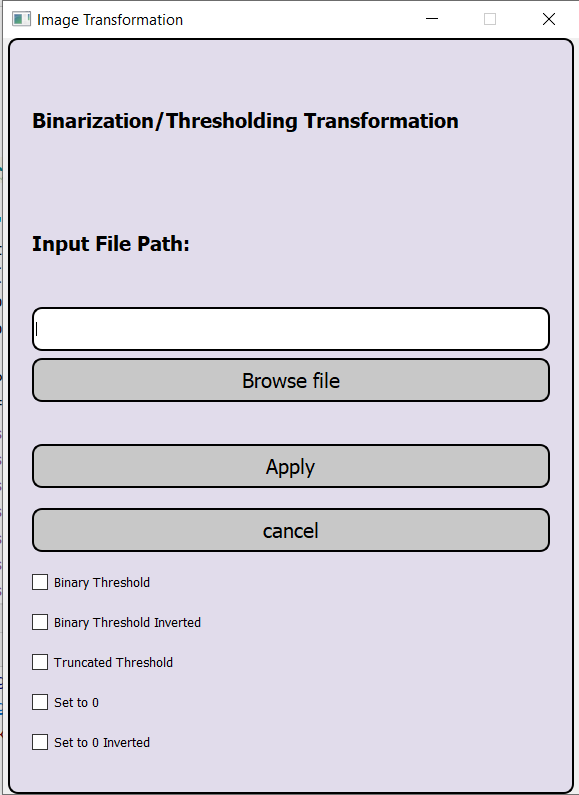 Image Transformation
Binarization/Thresholding Transformation
Input File Path:
Browse file
Apply
cancel
Binary Threshold
Binary Threshold Inverted
Truncated Threshold
Set to 0
Set to 0 Inverted